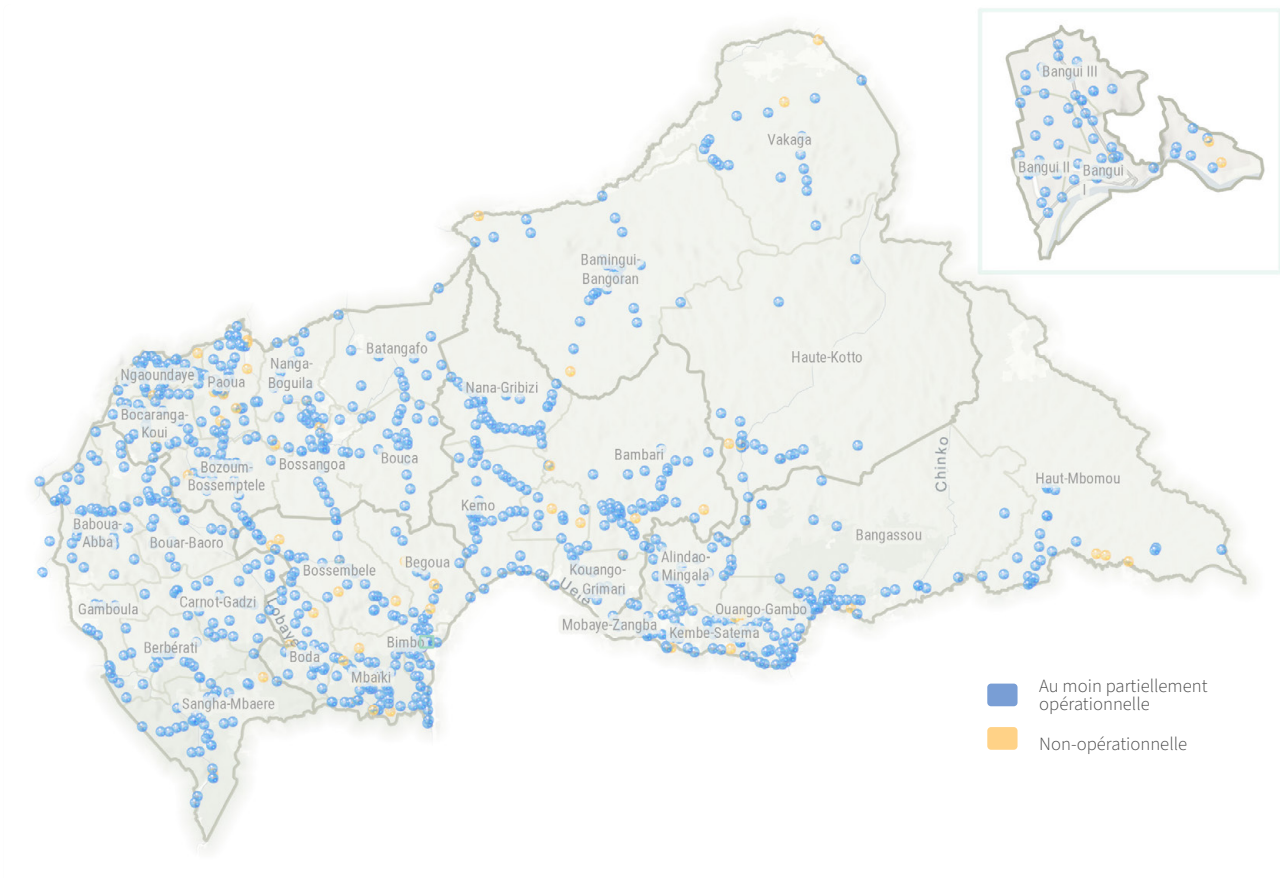 Bangui III
Bangui II
Bangui
I
Vakaga
Bamingui-
Bangoran
Haute-Kotto
Batangafo
Nanga-
Boguila
Ngaoundaye
Paoua
Nana-Gribizi
Bocaranga-
Koui
Bozoum-
Bossemptele
Bossangoa
Bouca
Bambari
Chinko
Haut-Mbomou
Kemo
Baboua-
Abba
Bouar-Baoro
Bangassou
Bossembele
Begoua
Kouango-
Grimari
Alindao-
Mingala
Gamboula
Carnot-Gadzi
Lobaye
Ouango-Gambo
Mobaye-Zangba
Kembe-Satema
Berbérati
Boda
Bimbo
Mbaïki
Sangha-Mbaere
Au moin partiellement
opérationnelle
Non-opérationnelle